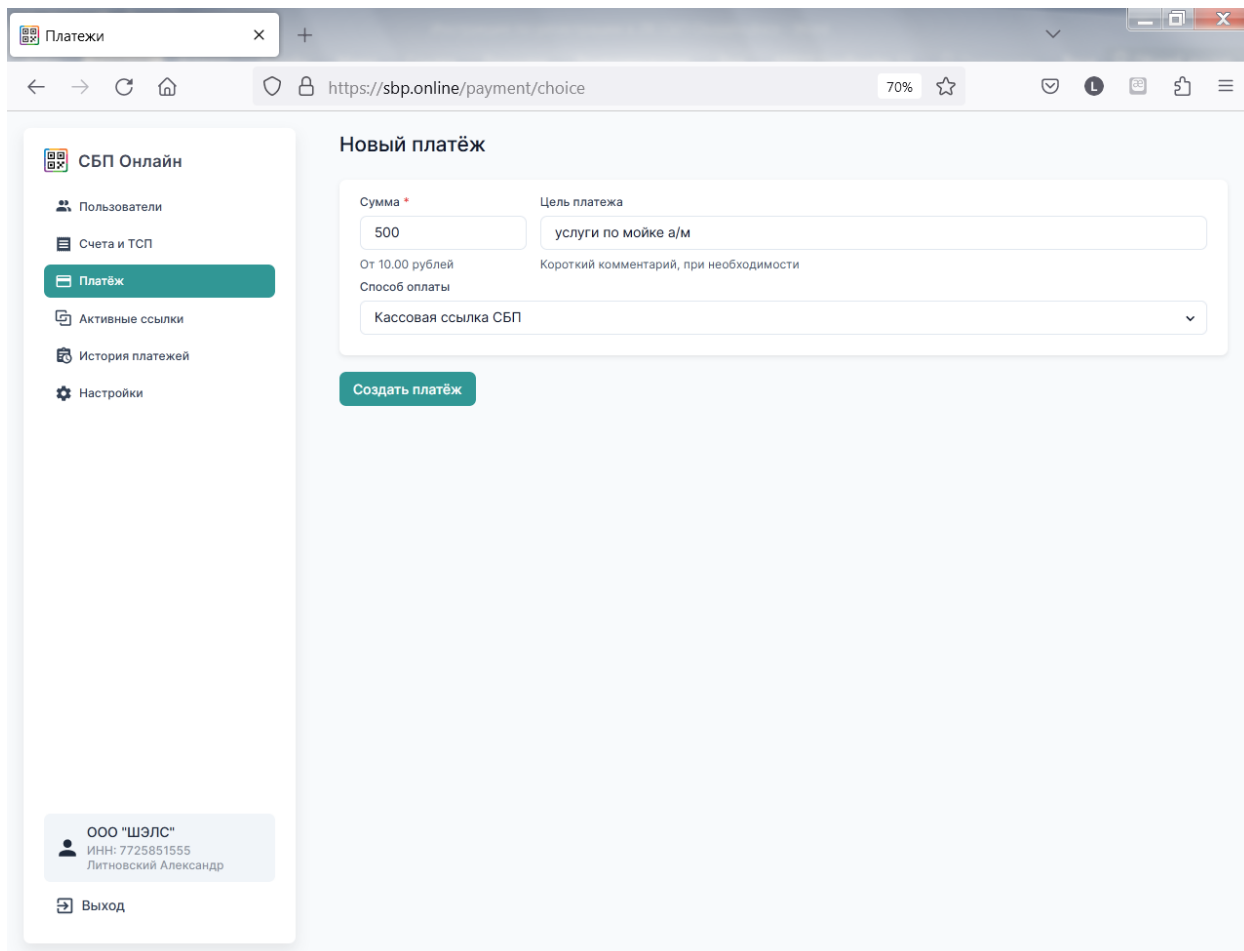 Платежи
https://sbp.online/payment/choice
70%
L
æ
СБП Онлайн
Пользователи
Счета и ТСП
Платёж
Активные ссылки
История платежей
Настройки
ООО "ШЭЛС"
ИНН: 7725851555
Литновский Александр
Выход
Новый платёж
Сумма * Цель платежа
500 услуги по мойке а/м
От 10.00 рублей Короткий комментарий, при необходимости
Способ оплаты
Кассовая ссылка СБП
Создать платёж